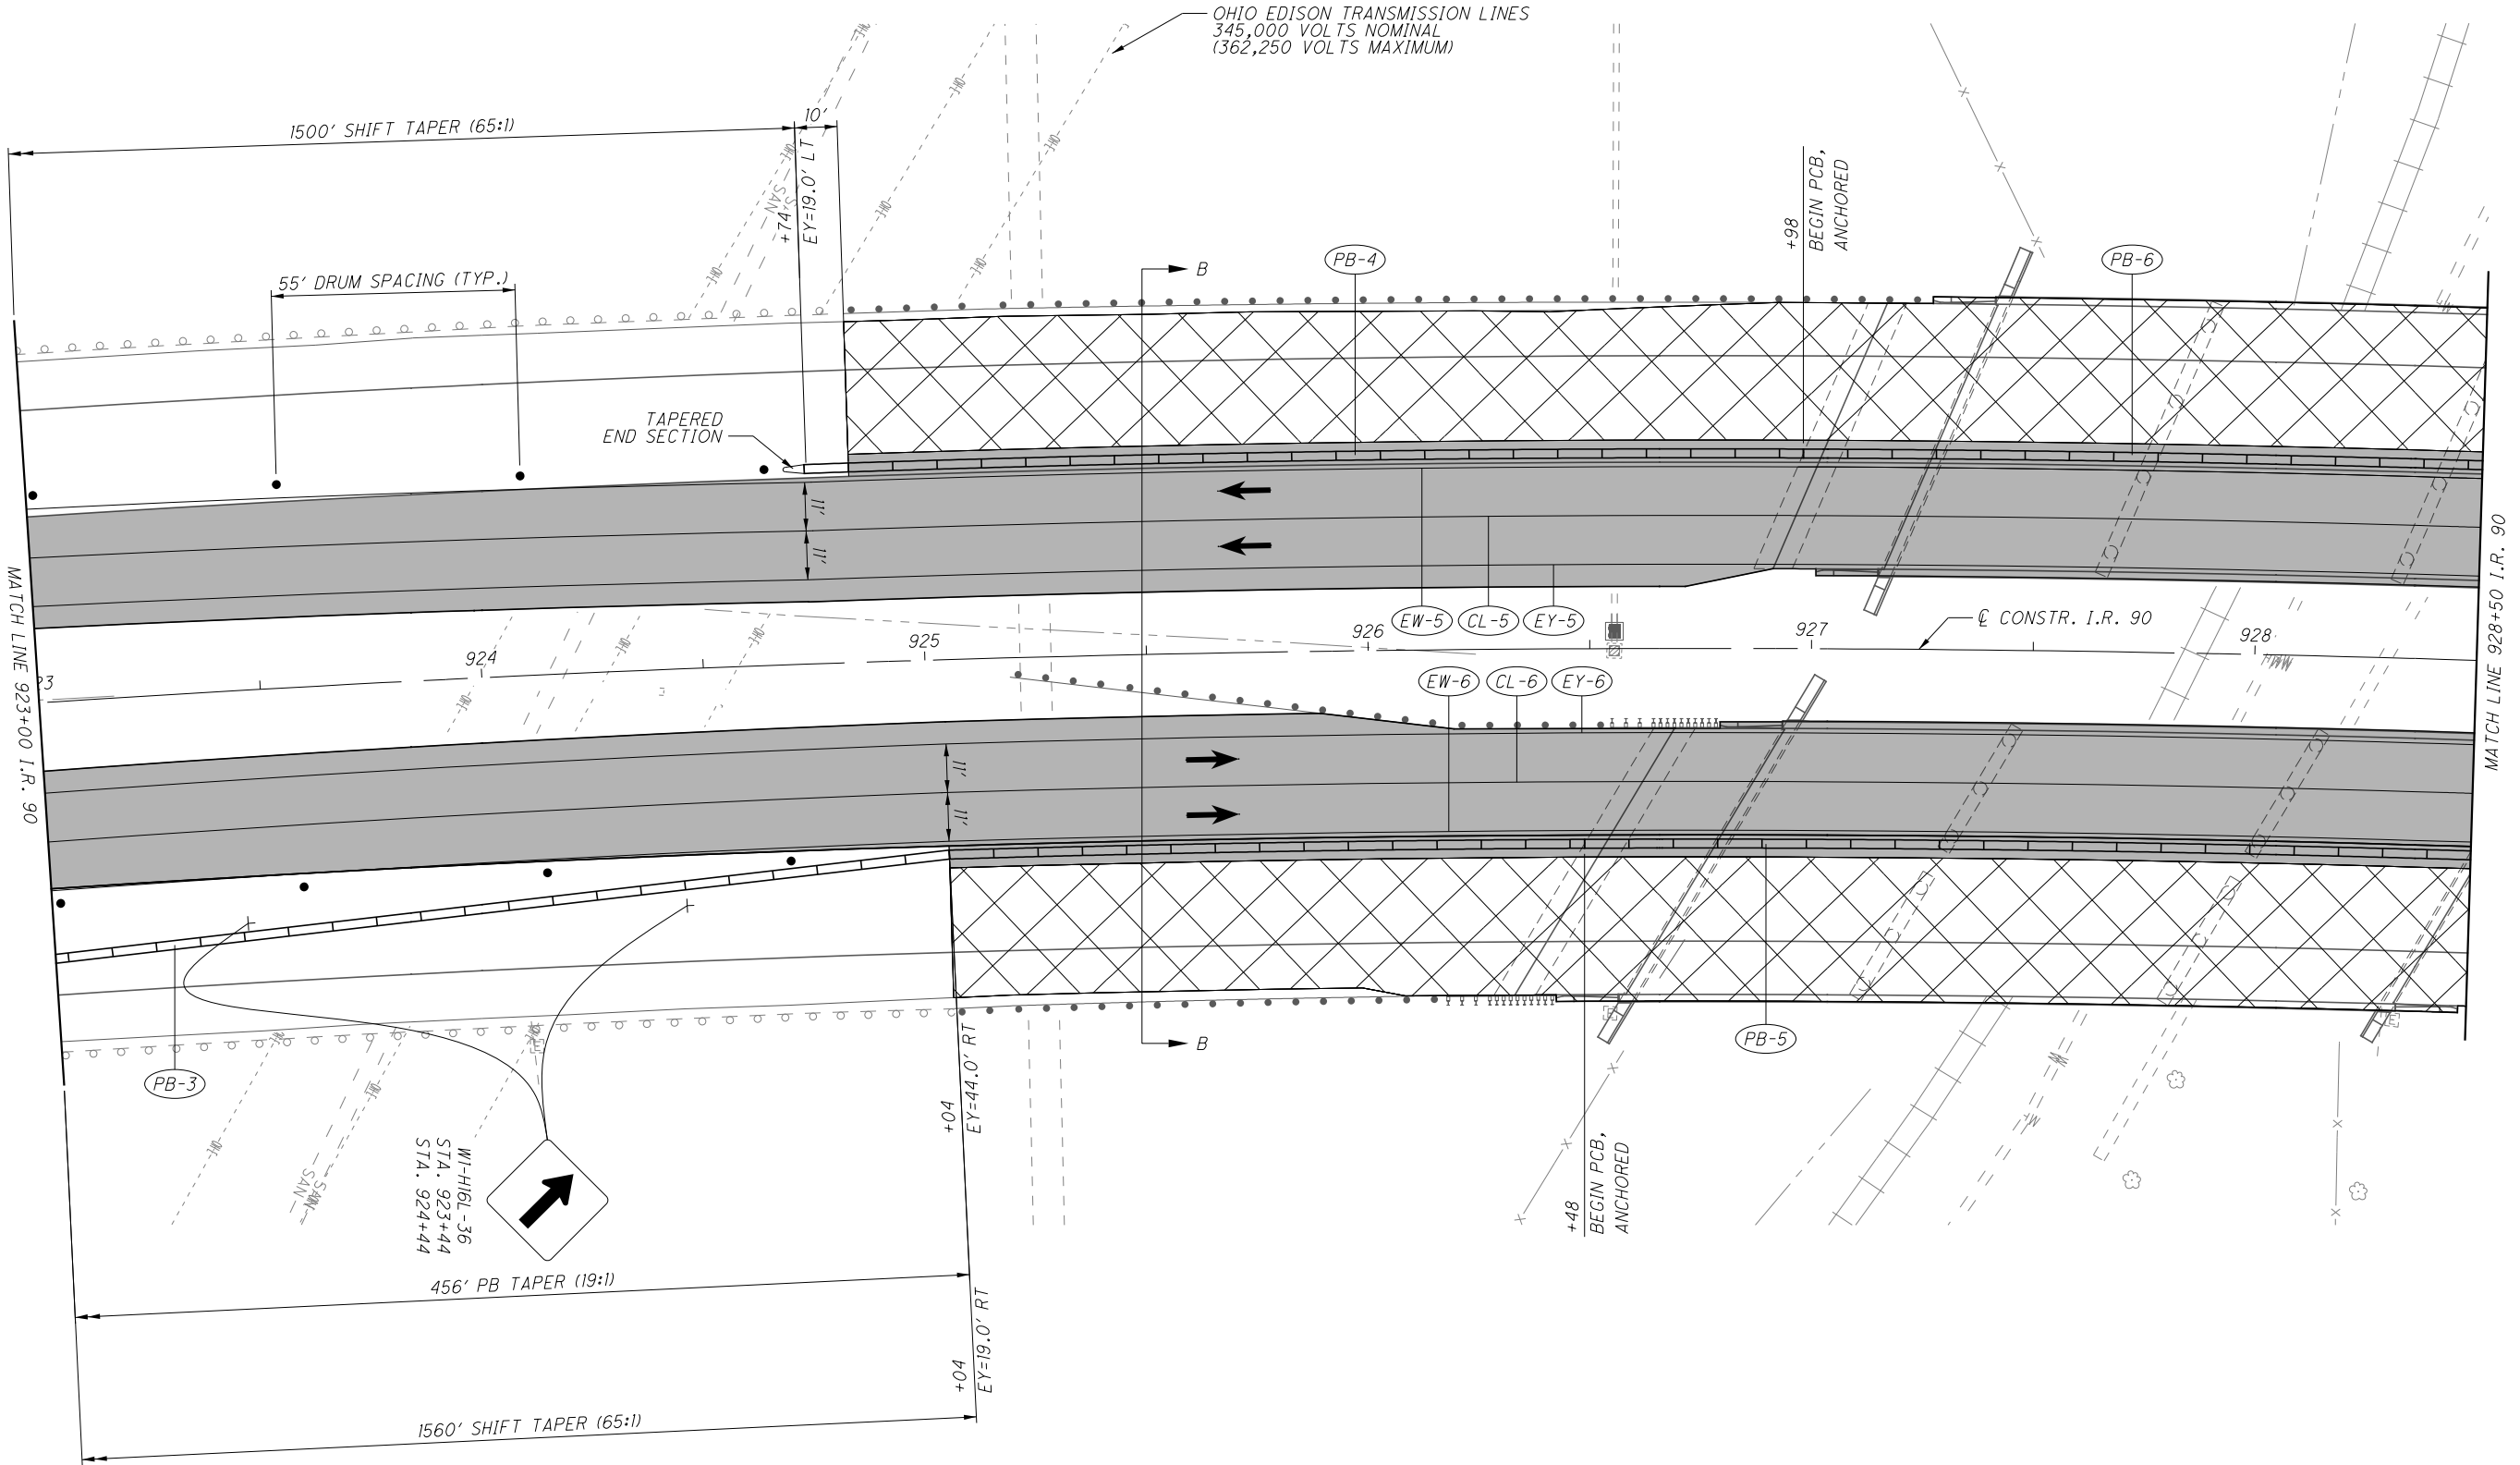 OHIO EDISON TRANSMISSION LINES
345,000 VOLTS NOMINAL
(362,250 VOLTS MAXIMUM)
1500' SHIFT TAPER (65:1)
10'
+74
EY=19.0' LT
SAN
55' DRUM SPACING (TYP.)
B
PB-4
+98
BEGIN PCB,
ANCHORED
PB-6
TAPERED
END SECTION
11'
11'
EW-5
CL-5
EY-5
℄ CONSTR. I.R. 90
923
924
925
926
927
928
MATCH LINE 923+00 I.R. 90
MATCH LINE 928+50 I.R. 90
EW-6
CL-6
EY-6
11'
11'
B
PB-3
PB-5
+04
EY=44.0' RT
+48
BEGIN PCB,
ANCHORED
W1-H16L-36
STA. 923+44
STA. 924+44
SAN
SAN
456' PB TAPER (19:1)
+04
EY=19.0' RT
1560' SHIFT TAPER (65:1)